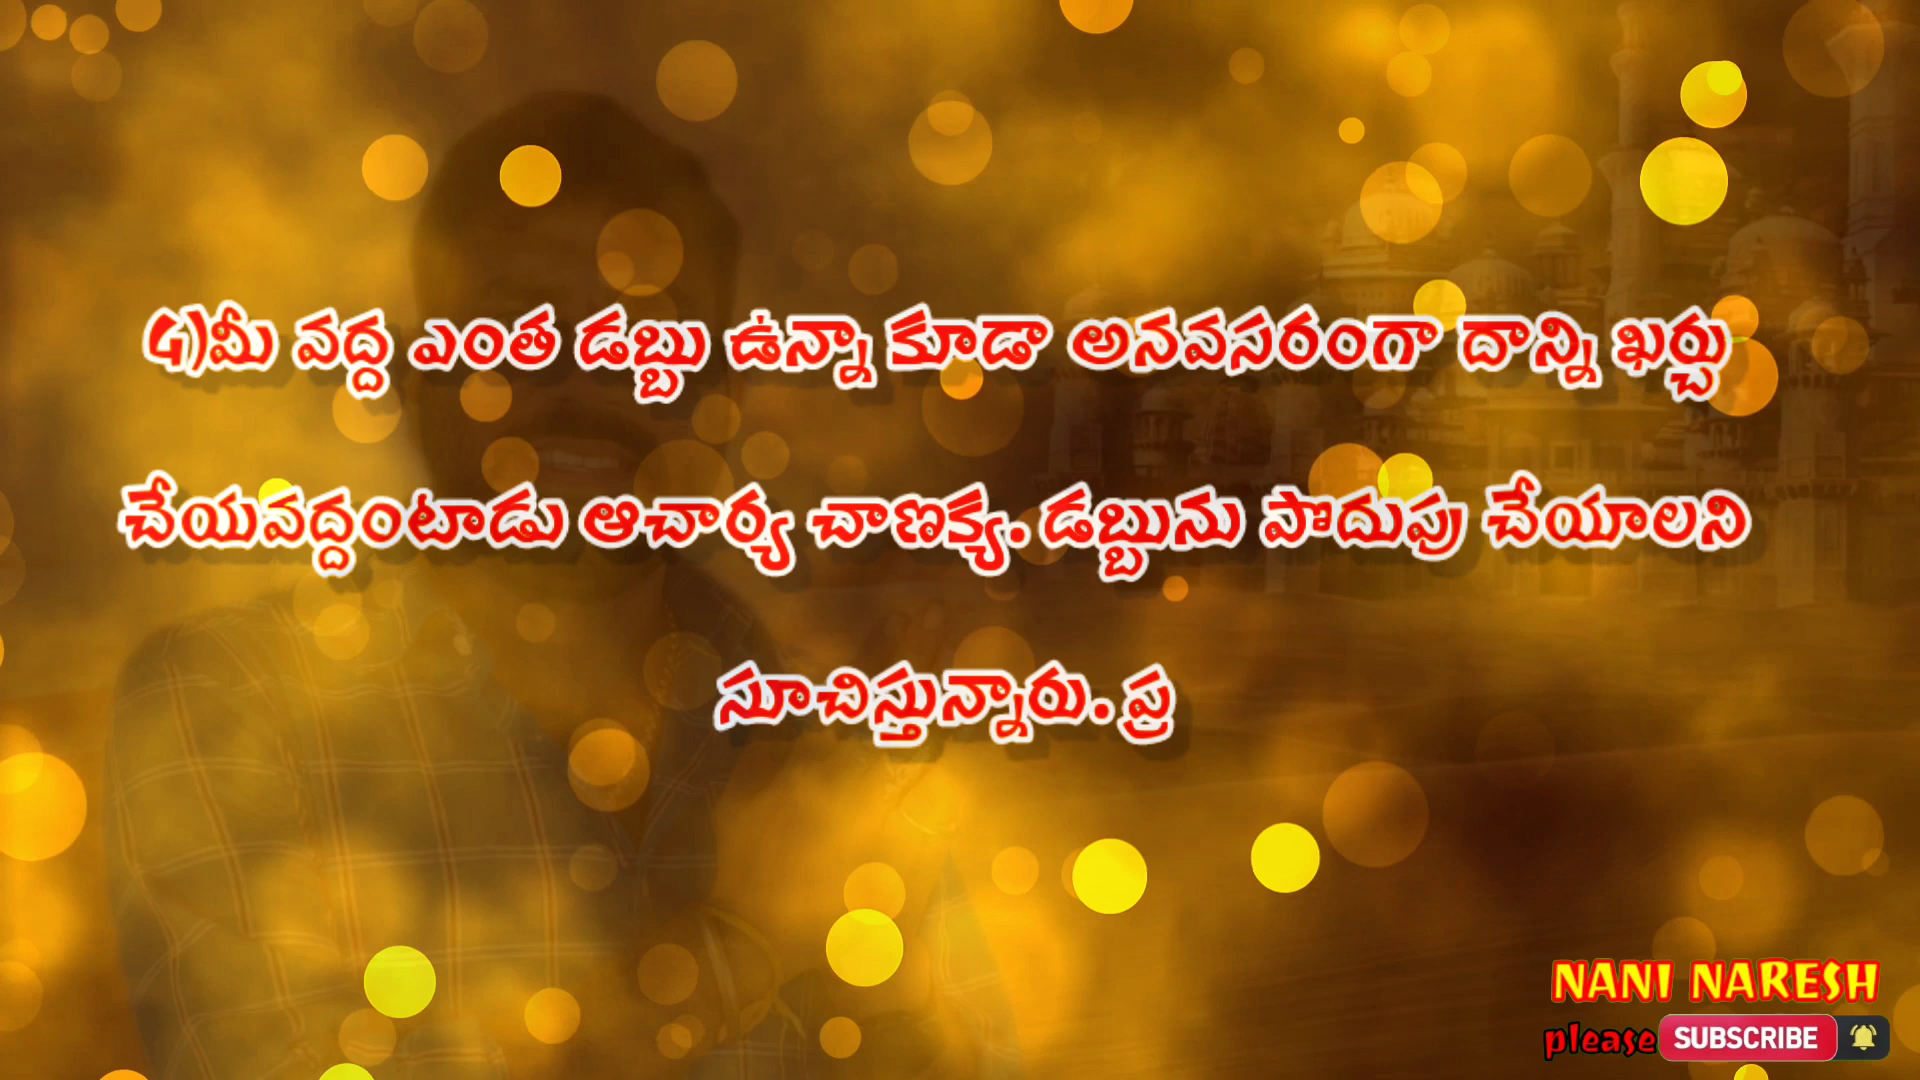 4)మీ వద్ద ఎంత డబ్బు ఉన్నా కూడా అనవసరంగా దాన్ని ఖర్చు
చేయవద్దంటాడు ఆచార్య చాణక్య. డబ్బును పొదుపు చేయాలని
సూచిస్తున్నారు. ప్ర
NANI NARESH
please SUBSCRIBE